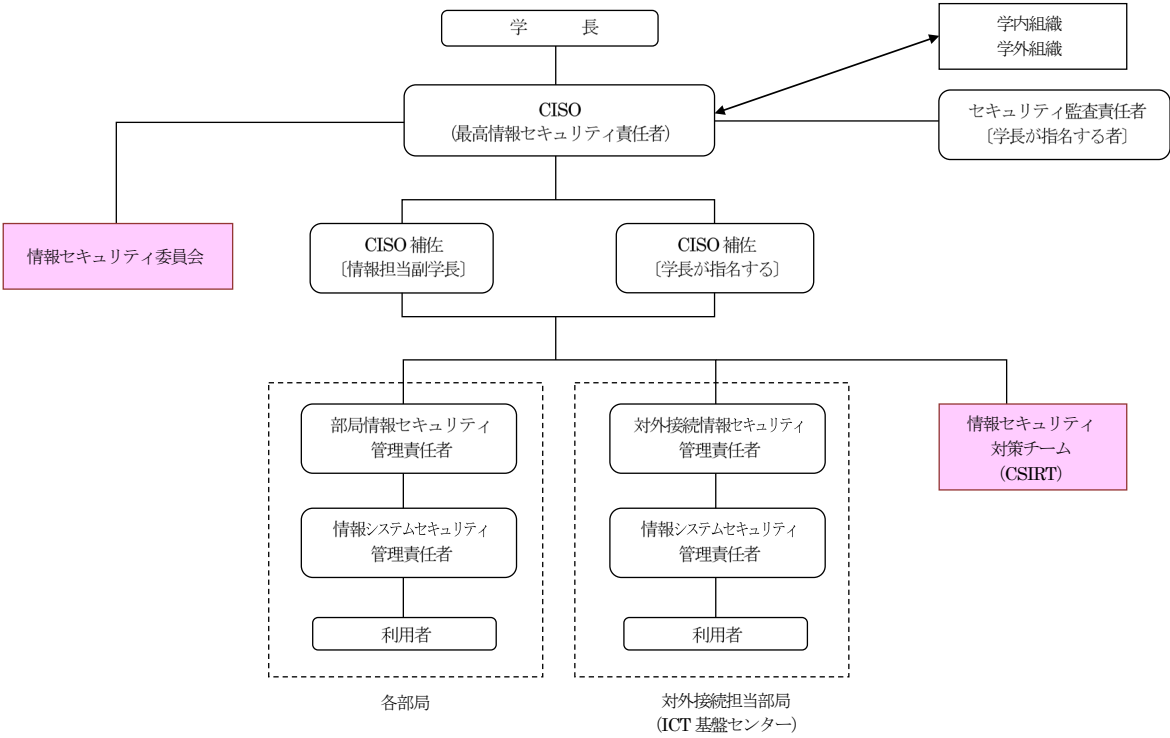 学　　　長
学内組織
学外組織
CISO
(最高情報セキュリティ責任者)
セキュリティ監査責任者
〔学長が指名する者〕
情報セキュリティ委員会
CISO 補佐
〔情報担当副学長〕
CISO 補佐
〔学長が指名する〕
部局情報セキュリティ
管理責任者
対外接続情報セキュリティ
管理責任者
情報セキュリティ
対策チーム
(CSIRT)
情報システムセキュリティ
管理責任者
情報システムセキュリティ
管理責任者
利用者
利用者
各部局
対外接続担当部局
(ICT 基盤センター)